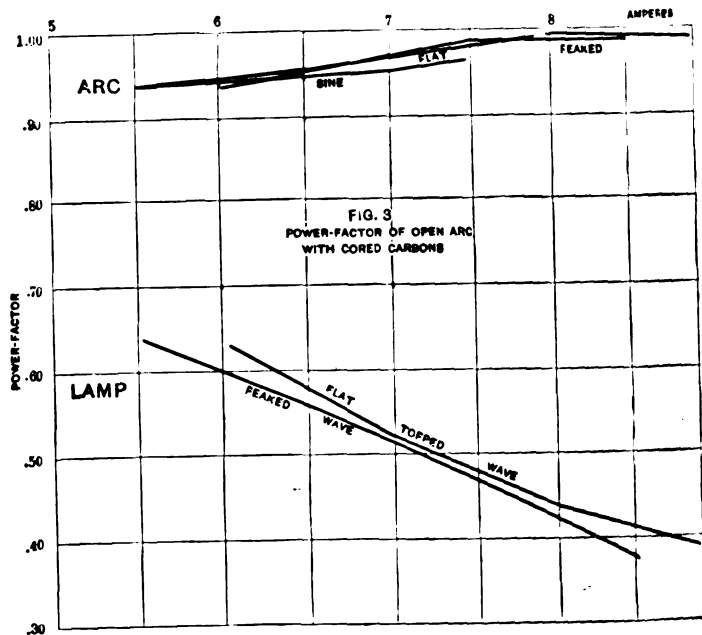 5 6 7 8 AMPERES
1.00
ARC
FLAT
PEAKED
SINE
.90
.80
FIG. 3
POWER-FACTOR OF OPEN ARC
WITH CORED CARBONS
.70
POWER-FACTOR
.60
LAMP
FLAT TOPPED WAVE
PEAKED WAVE
.50
.40
.30